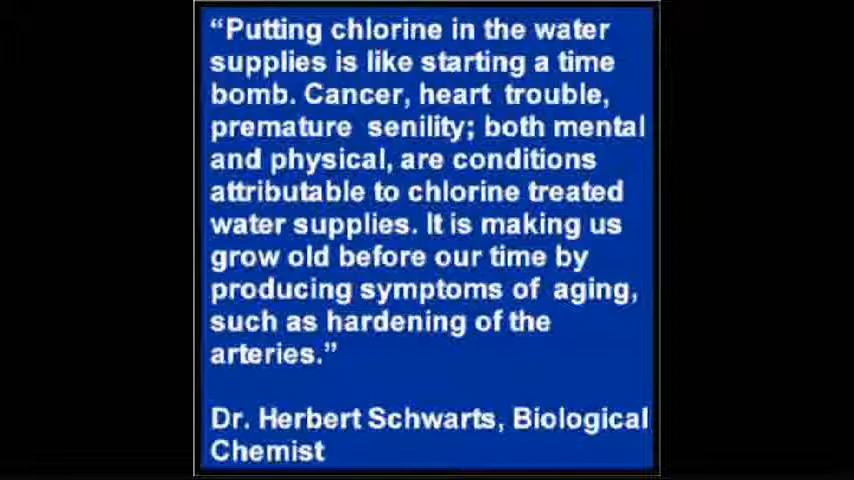 “Putting chlorine in the water
supplies is like starting a time
bomb. Cancer, heart trouble,
premature senility; both mental
and physical, are conditions
attributable to chlorine treated
water supplies. It is making us
grow old before our time by
producing symptoms of aging,
such as hardening of the
arteries.”
Dr. Herbert Schwarts, Biological
Chemist